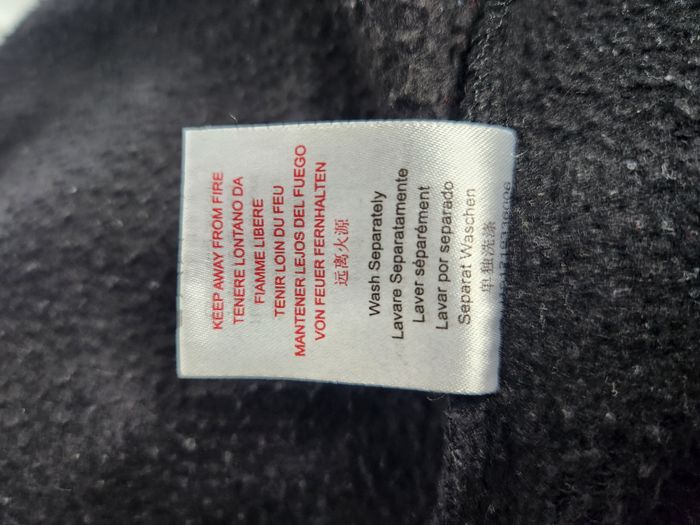 KEEP AWAY FROM FIRE
TENERE LONTANO DA
FIAMME LIBERE
TENIR LOIN DU FEU
MANTENER LEJOS DEL FUEGO
VON FEUER FERNHALTEN
远离火源
Wash Separately
Lavare Separatamente
Laver séparément
Lavar por separado
Separat Waschen
单独洗涤